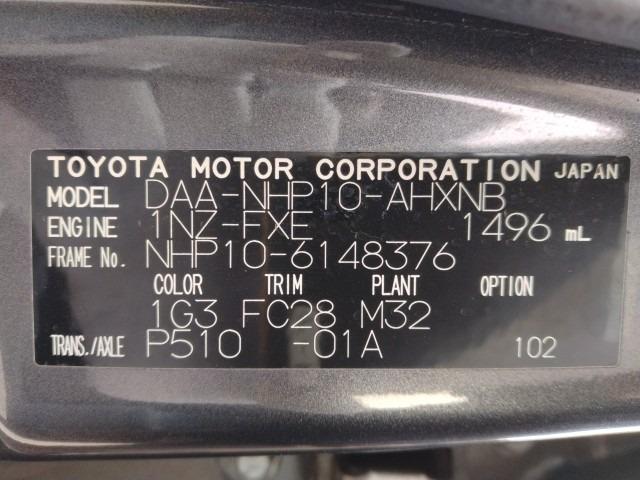 TOYOTA MOTOR CORPORATION JAPAN
MODEL DAA-NHP10-AHXNB
ENGINE 1NZ-FXE 1496 mL
FRAME No. NHP10-6148376
COLOR TRIM PLANT OPTION
1G3 FC28 M32
TRANS./AXLE P510 -01A 102